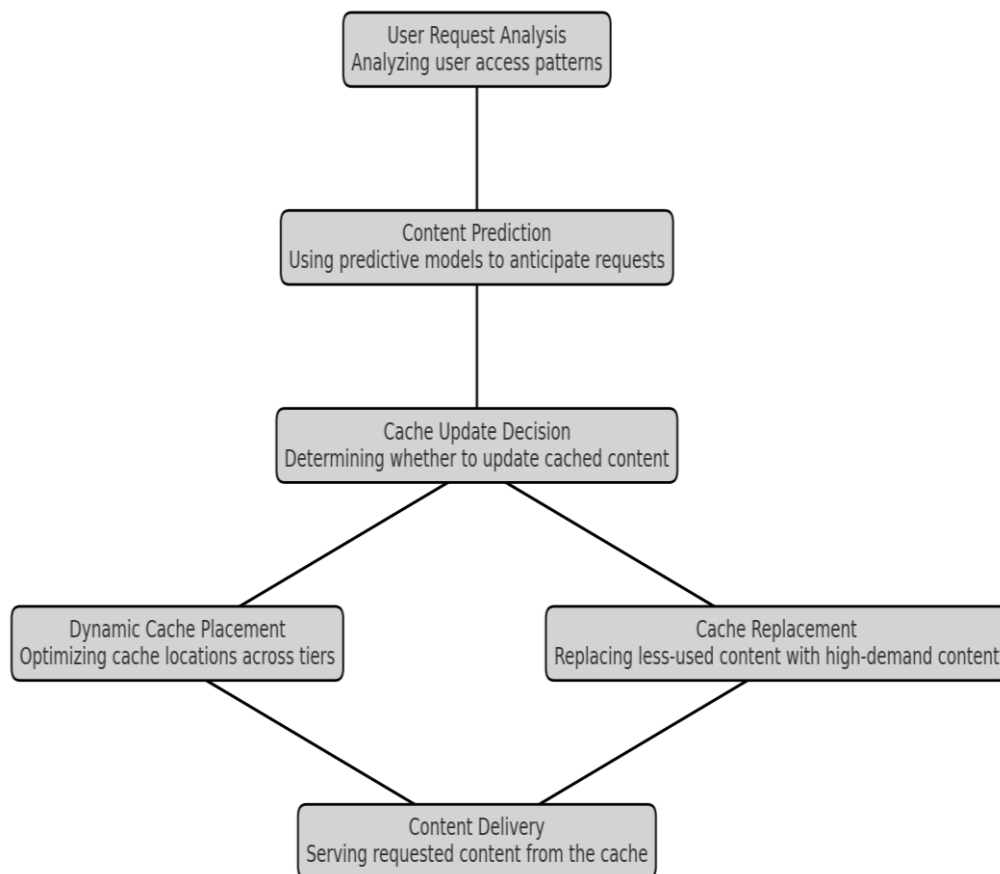 User Request Analysis
Analyzing user access patterns
Content Prediction
Using predictive models to anticipate requests
Cache Update Decision
Determining whether to update cached content
Dynamic Cache Placement
Optimizing cache locations across tiers
Cache Replacement
Replacing less-used content with high-demand content
Content Delivery
Serving requested content from the cache